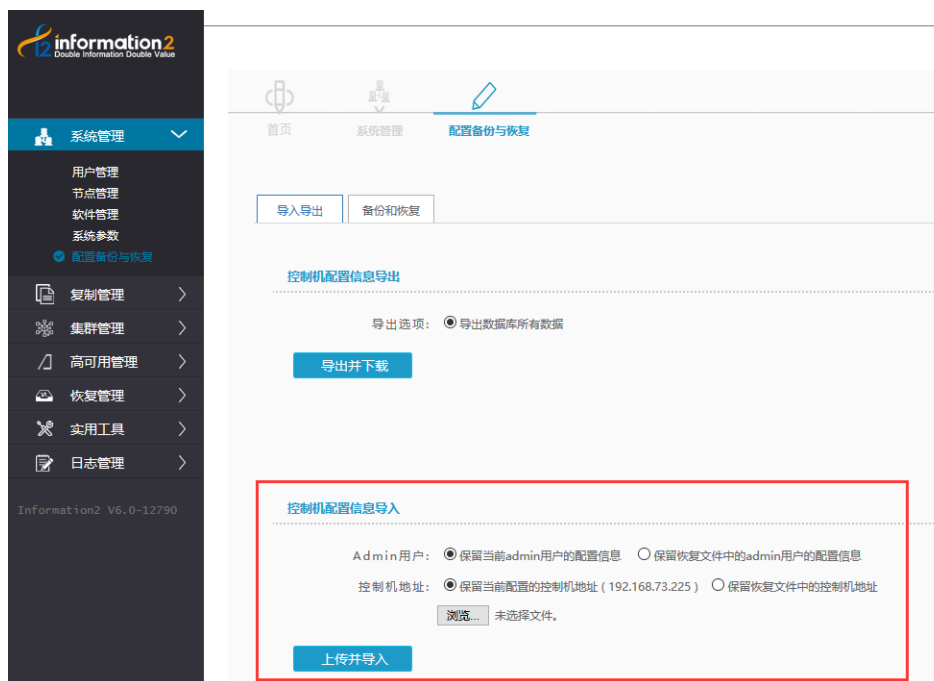 information2
Double Information Double Value
系统管理
用户管理
节点管理
软件管理
系统参数
配置备份与恢复
复制管理
集群管理
高可用管理
恢复管理
实用工具
日志管理
Information2 V6.0-12790
首页 系统管理 配置备份与恢复
导入导出 备份和恢复
控制机配置信息导出
导出选项: 导出数据库所有数据
导出并下载
控制机配置信息导入
Admin用户: 保留当前admin用户的配置信息 保留恢复文件中的admin用户的配置信息
控制机地址: 保留当前配置的控制机地址 ( 192.168.73.225 ) 保留恢复文件中的控制机地址
浏览... 未选择文件。
上传并导入